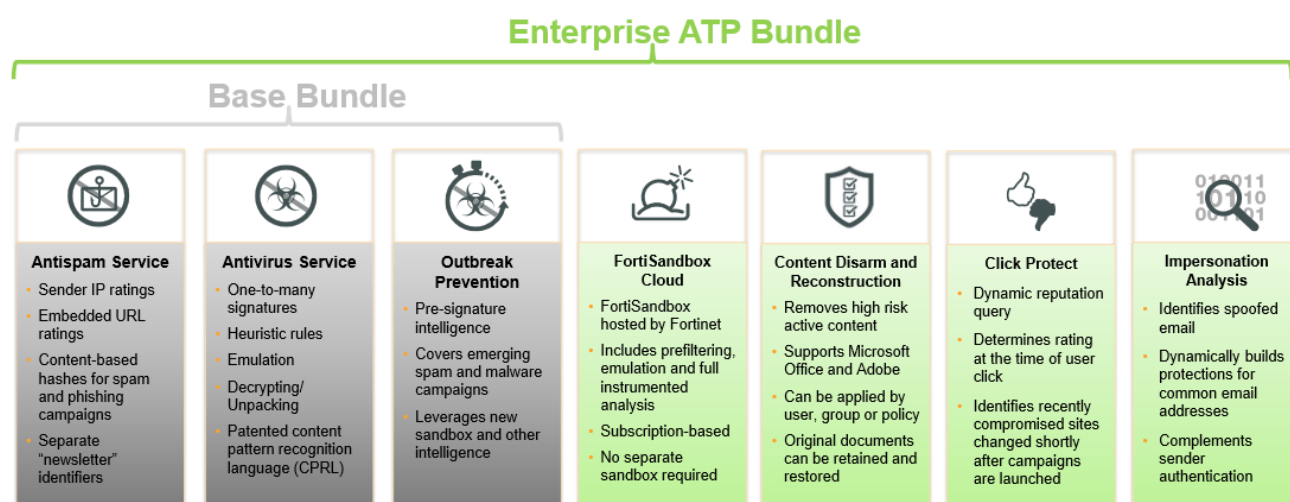 Enterprise ATP Bundle
Base Bundle
Antispam Service
• Sender IP ratings
• Embedded URL
ratings
• Content-based
hashes for spam
and phishing
campaigns
• Separate
“newsletter”
identifiers
Antivirus Service
• One-to-many
signatures
• Heuristic rules
• Emulation
• Decrypting/
Unpacking
• Patented content
pattern recognition
language (CPRL)
Outbreak
Prevention
• Pre-signature
intelligence
• Covers emerging
spam and malware
campaigns
• Leverages new
sandbox and other
intelligence
FortiSandbox
Cloud
• FortiSandbox
hosted by Fortinet
• Includes prefiltering,
emulation and full
instrumented
analysis
• Subscription-based
• No separate
sandbox required
Content Disarm and
Reconstruction
• Removes high risk
active content
• Supports Microsoft
Office and Adobe
• Can be applied by
user, group or policy
• Original documents
can be retained and
restored
Click Protect
• Dynamic reputation
query
• Determines rating
at the time of user
click
• Identifies recently
compromised sites
changed shortly
after campaigns
are launched
Impersonation
Analysis
• Identifies spoofed
email
• Dynamically builds
protections for
common email
addresses
• Complements
sender
authentication